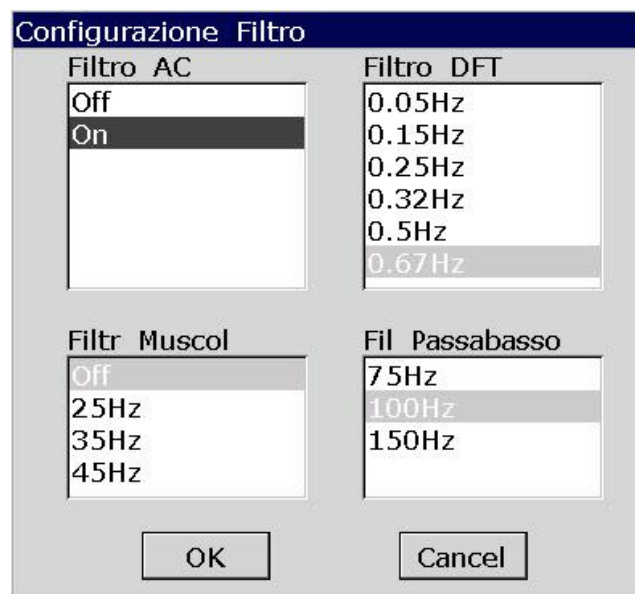 Configurazione Filtro
Filtro AC
Off
On
Filtro DFT
0.05Hz
0.15Hz
0.25Hz
0.32Hz
0.5Hz
0.67Hz
Filtr Muscol
Off
25Hz
35Hz
45Hz
Fil Passabasso
75Hz
100Hz
150Hz
OK
Cancel